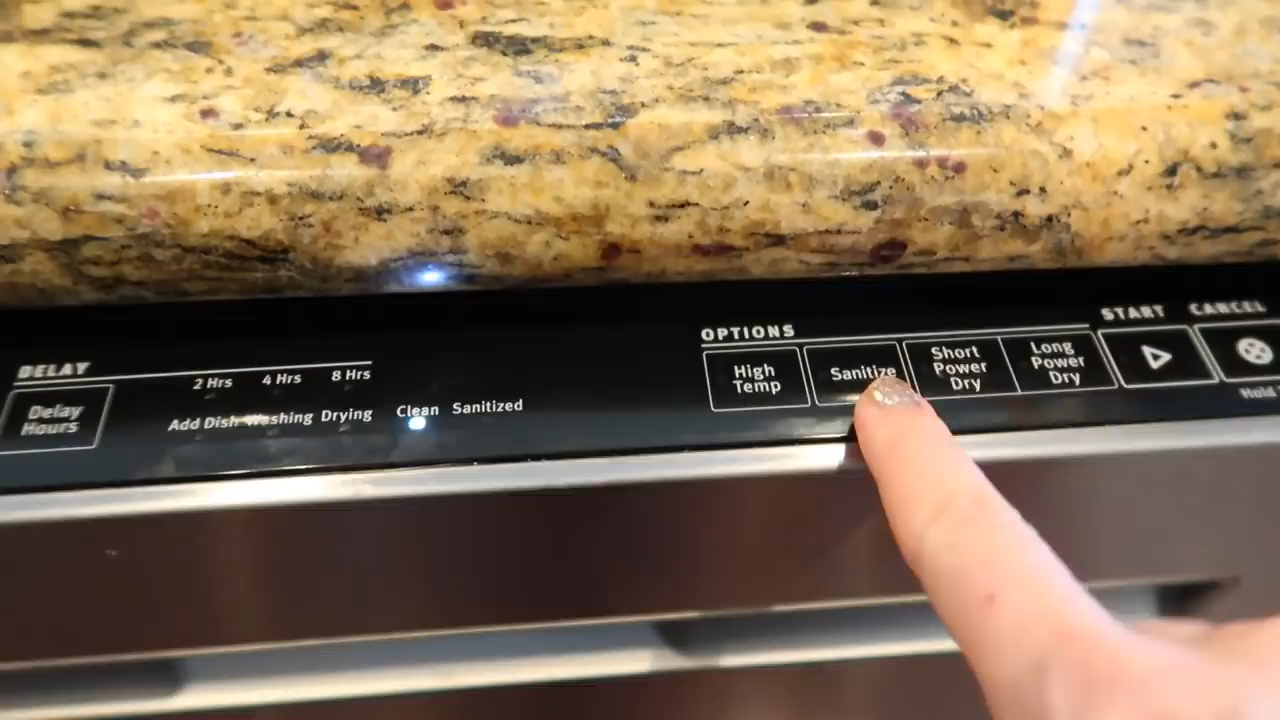 DELAY
Delay
Hours
2 Hrs 4 Hrs 8 Hrs
Add Dish Washing Drying Clean Sanitized
OPTIONS
High
Temp
Sanitize
Short
Power
Dry
Long
Power
Dry
START
CANCEL
Hold